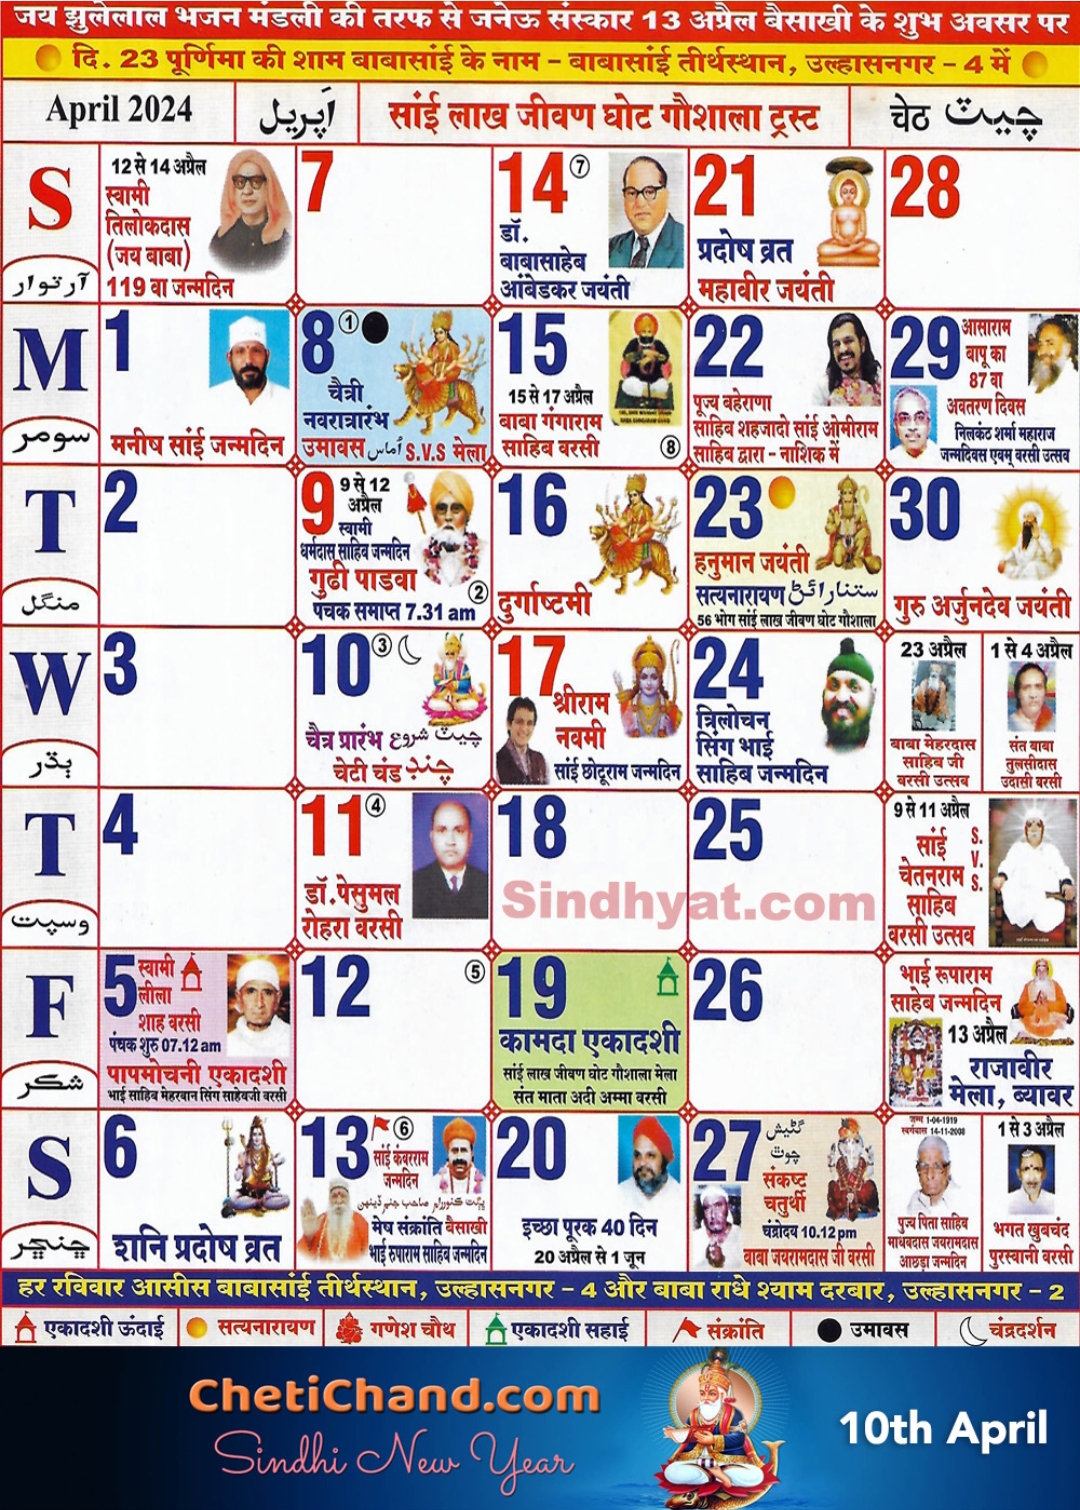 जय झुलेलाल भजन मंडली की तरफ से जनेऊ संस्कार 13 अप्रैल बैसाखी के शुभ अवसर पर
दि. 23 पूर्णिमा की शाम बाबासांई के नाम - बाबासांई तीर्थस्थान, उल्हासनगर - 4 में
April 2024 اَپريل सांई लाख जीवण घोट गौशाला ट्रस्ट चेठ چيٽ
S
آرتوار
12 से 14 अप्रैल
स्वामी
तिलोकदास
(जय बाबा)
119 वा जन्मदिन
7
14 7
डॉ.
बाबासाहेब
आंबेडकर जयंती
21
प्रदोष व्रत
महावीर जयंती
28
M
سومر
1
मनीष सांई जन्मदिन
8 1
चैत्री
नवरात्रारंभ
उमावस اُماس S.V.S मेला
15
15 से 17 अप्रैल
बाबा गंगाराम
साहिब वरसी 8
22
पूज्य बहेराणा
साहिब शहजादो सांई ओमीराम
साहिब द्वारा - नाशिक में
29 आसाराम
बापू का
87 वा
अवतरण दिवस
निलकंठ शर्मा महाराज
जन्मदिवस एवम् वरसी उत्सव
T
منگل
2
9 9 से 12
अप्रैल
स्वामी
धर्मदास साहिब जन्मदिन
गुढी पाडवा
पंचक समाप्त 7.31 am 2
16
दुर्गाष्टमी
23
हनुमान जयंती
सत्यनारायण ستنارائڻ
56 भोग सांई लाख जीवण घोट गौशाला
30
गुरु अर्जुनदेव जयंती
W
ٻڌر
3
10 3
चैत्र प्रारंभ چيٽ شروع
चेटी चंड چنڊ
17
श्रीराम
नवमी
सांई छोटूराम जन्मदिन
24
त्रिलोचन
सिंग भाई
साहिब जन्मदिन
23 अप्रैल
बाबा मेहरदास
साहिब जी
वरसी उत्सव
1 से 4 अप्रैल
संत बाबा
तुलसीदास
उदासी वरसी
T
وسپت
4
11 4
डॉ. पेसुमल
रोहरा वरसी
18
25
Sindhyat.com
9 से 11 अप्रैल
सांई
चेतनराम
साहिब
वरसी उत्सव
S.
V.
S.
F
شڪر
5 स्वामी
लीला
शाह वरसी
पंचक शुरु 07.12 am
पापमोचनी एकादशी
भाई साहिब मेहरबान सिंग साहेबजी वरसी
12 5
19
कामदा एकादशी
सांई लाख जीवण घोट गौशाला मेला
संत माता अदी अम्मा वरसी
26
भाई रूपाराम
साहेब जन्मदिन
13 अप्रैल
राजावीर
मेला, ब्यावर
S
ڇنڇر
6
शनि प्रदोष व्रत
13 6
सांई कंवरराम
जन्मदिन
ڀڳت ڪنورام صاحب جنم ڏينهن
मेष संक्रांति बैसाखी
भाई रुपाराम साहिब जन्मदिन
20
इच्छा पूरक 40 दिन
20 अप्रैल से 1 जून
27 گڻيش
چوٿ
संकष्ट
चतुर्थी
चंद्रोदय 10.12 pm
बाबा जयरामदास जी वरसी
जन्म 1-04-1919
स्वर्गवास 14-11-2008
पुज्य पिता साहिब
माधवदास जयरामदास
आछड़ा जन्मदिन
1 से 3 अप्रैल
भगत खुबचंद
पुरस्वानी वरसी
हर रविवार आसीस बाबासांई तीर्थस्थान, उल्हासनगर - 4 और बाबा राधे श्याम दरबार, उल्हासनगर - 2
एकादशी ऊंदाई सत्यनारायण गणेश चौथ एकादशी सहाई संक्रांति उमावस चंद्रदर्शन
ChetiChand.com
Sindhi New Year
10th April